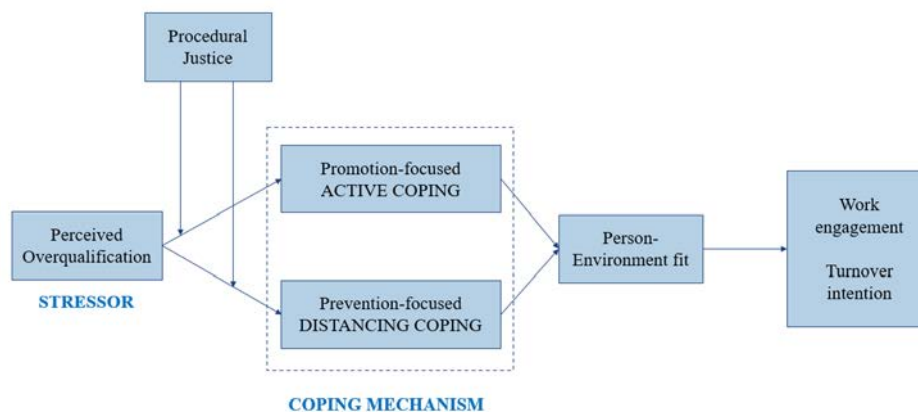 Procedural
Justice
Promotion-focused
ACTIVE COPING
Perceived
Overqualification
STRESSOR
Prevention-focused
DISTANCING COPING
COPING MECHANISM
Person-
Environment fit
Work
engagement
Turnover
intention